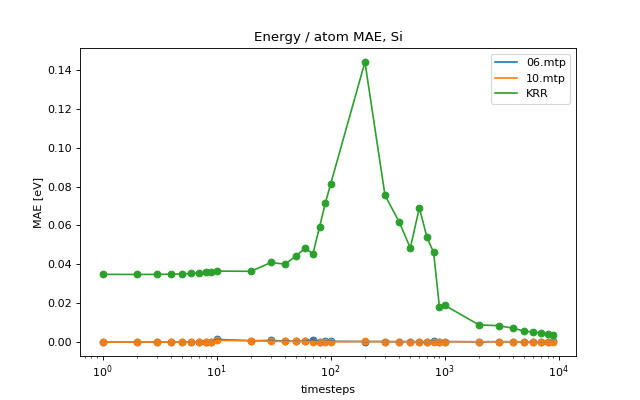 Energy / atom MAE, Si
06.mtp
10.mtp
KRR
MAE [eV]
0.14
0.12
0.10
0.08
0.06
0.04
0.02
0.00
10⁰ 10¹ 10² 10³ 10⁴
timesteps